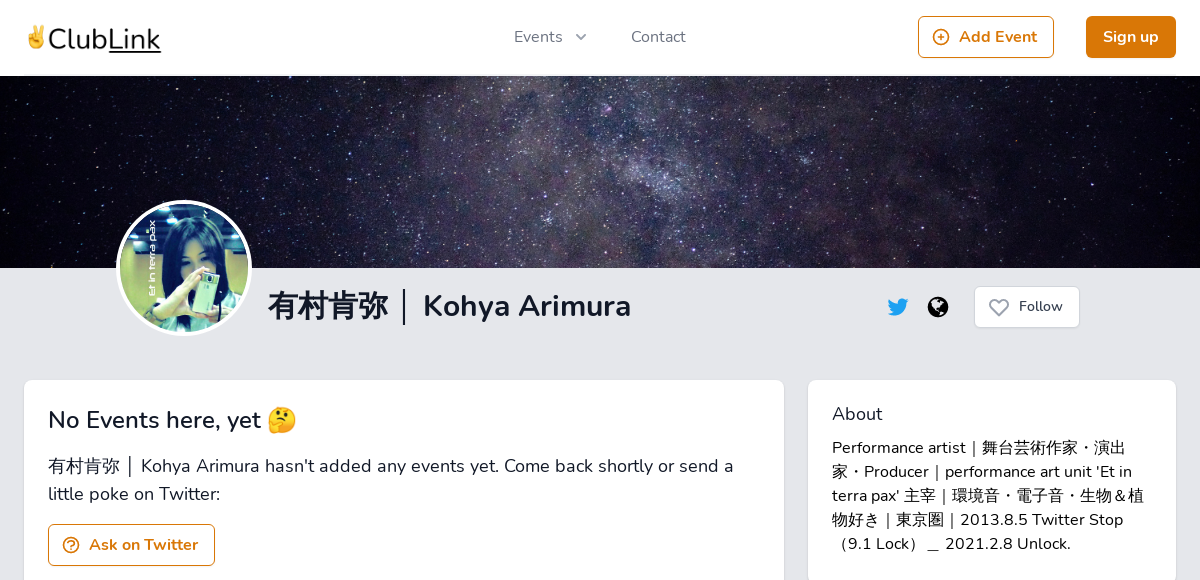 ✌ClubLink
Events
Contact
Add Event
Sign up
Et in terra pax
有村肯弥 │ Kohya Arimura
Follow
No Events here, yet 🤔
有村肯弥 │ Kohya Arimura hasn't added any events yet. Come back shortly or send a
little poke on Twitter:
Ask on Twitter
About
Performance artist｜舞台芸術作家・演出
家・Producer｜performance art unit 'Et in
terra pax' 主宰｜環境音・電子音・生物＆植
物好き｜東京圏｜2013.8.5 Twitter Stop
（9.1 Lock）＿ 2021.2.8 Unlock.